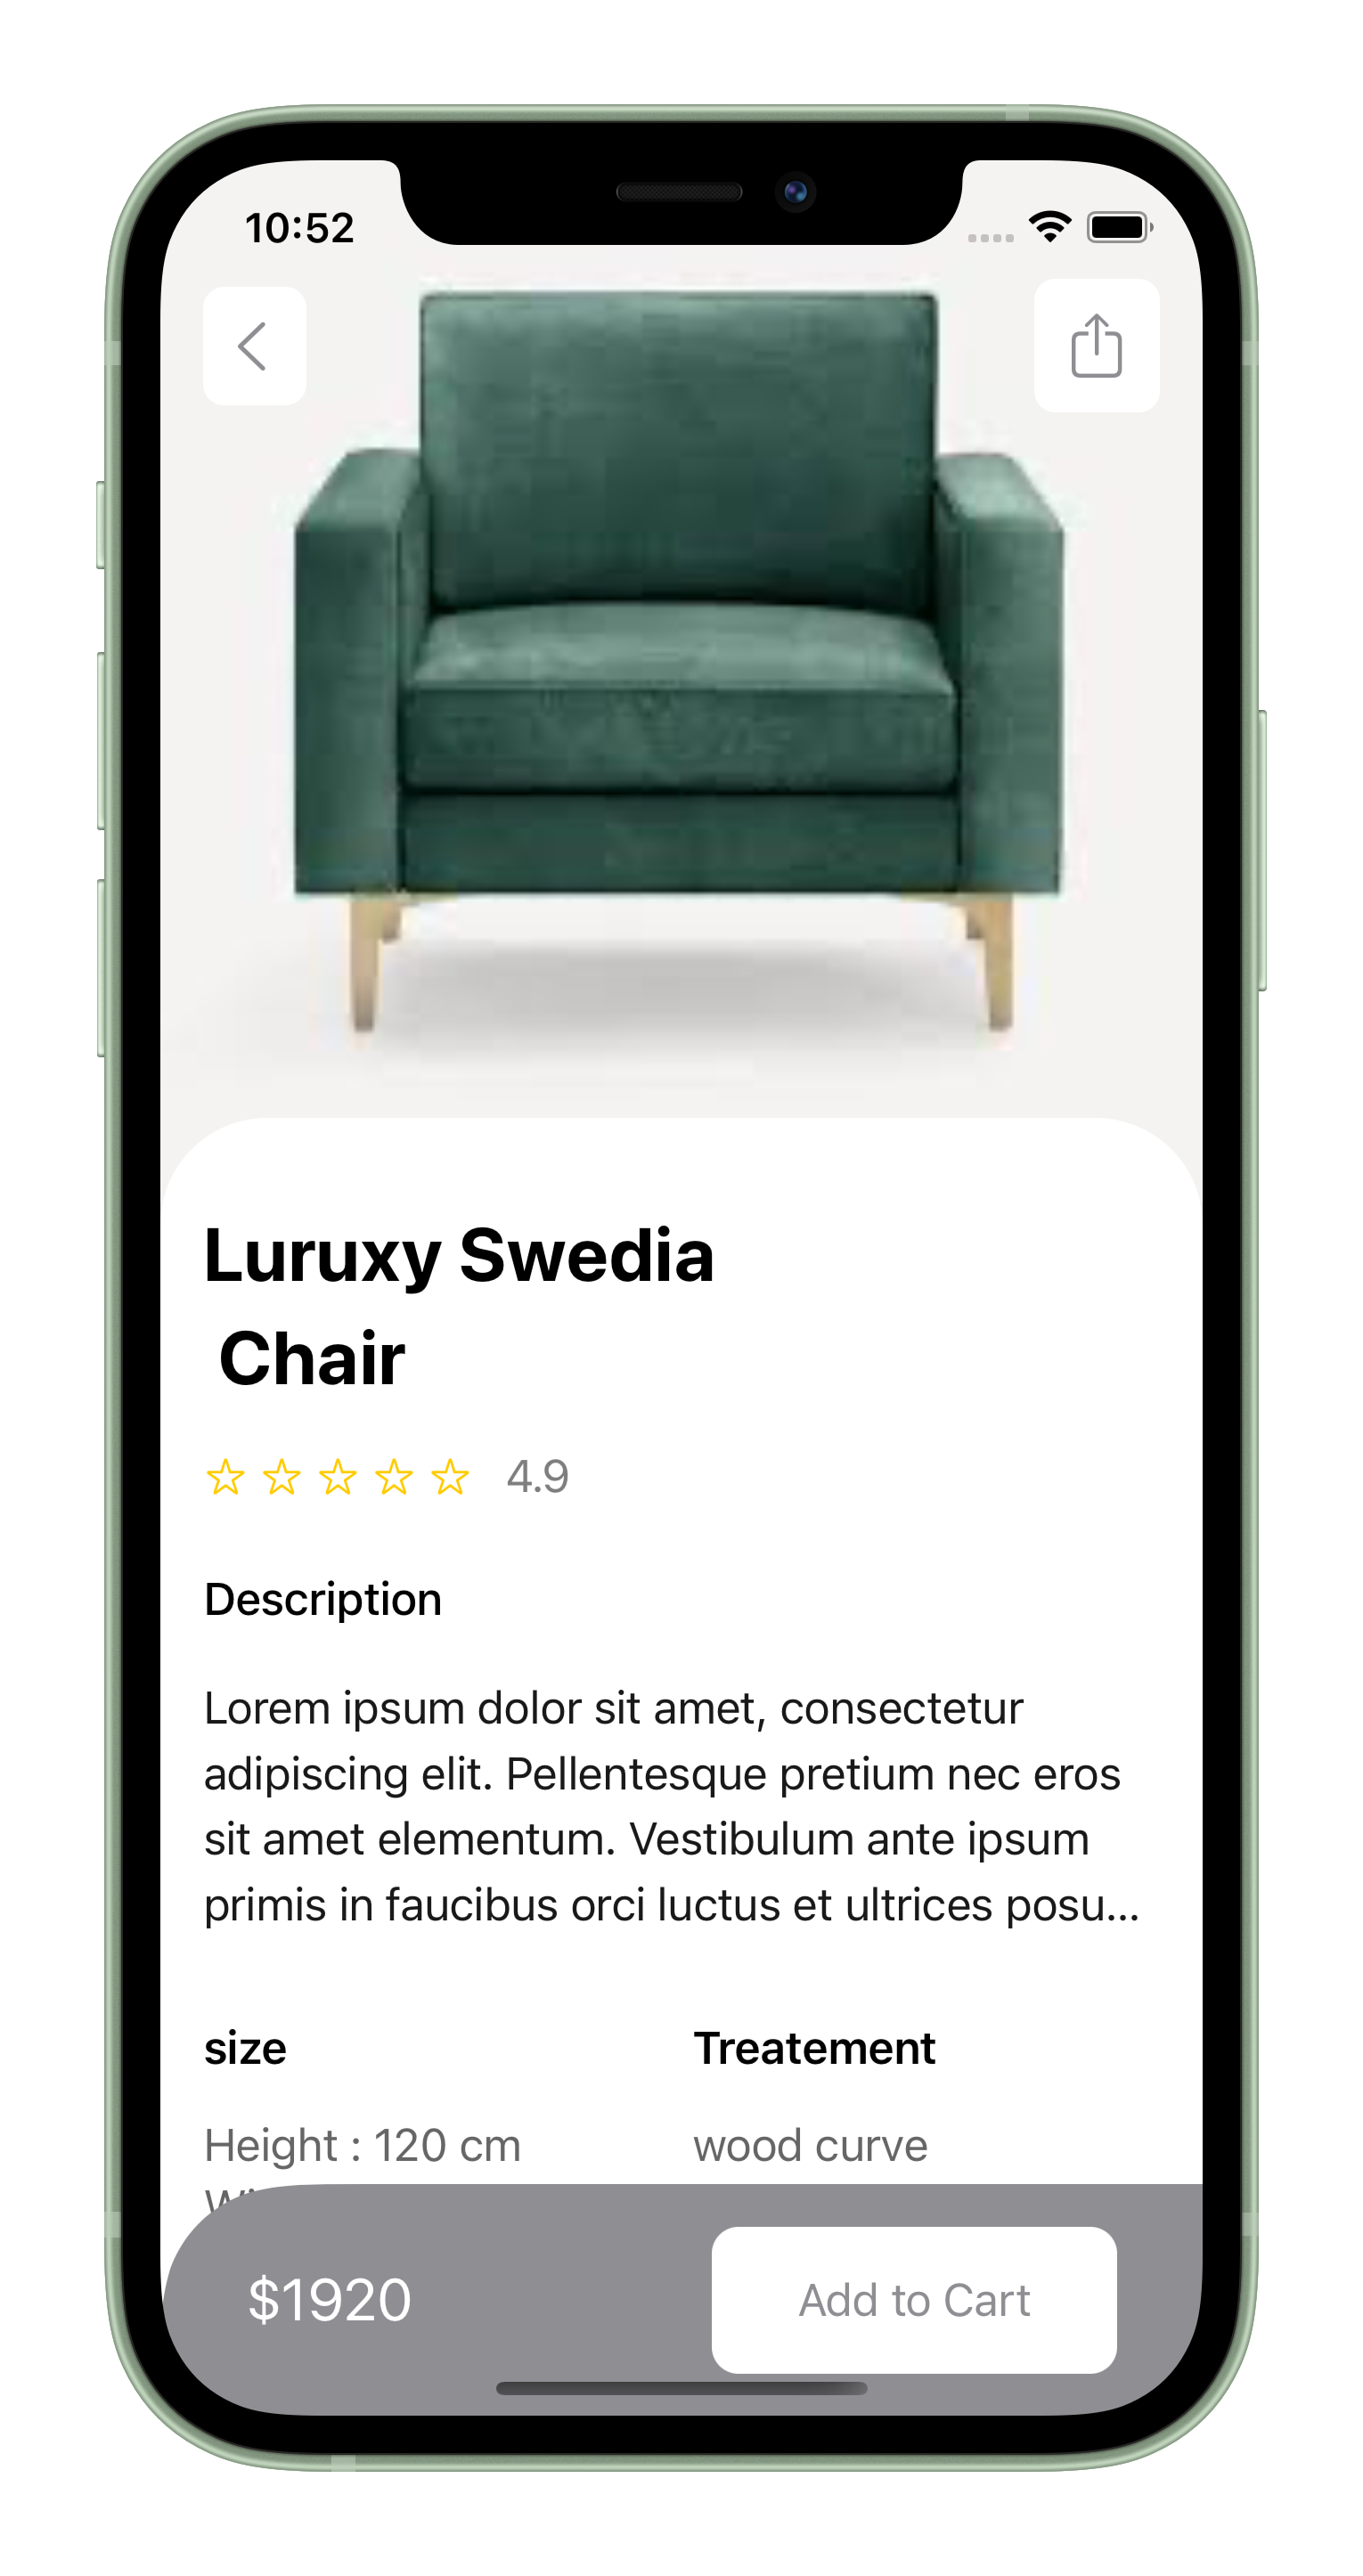 10:52
Luruxy Swedia
Chair
4.9
Description
Lorem ipsum dolor sit amet, consectetur
adipiscing elit. Pellentesque pretium nec eros
sit amet elementum. Vestibulum ante ipsum
primis in faucibus orci luctus et ultrices posu...
size
Treatement
Height : 120 cm
wood curve
$1920
Add to Cart